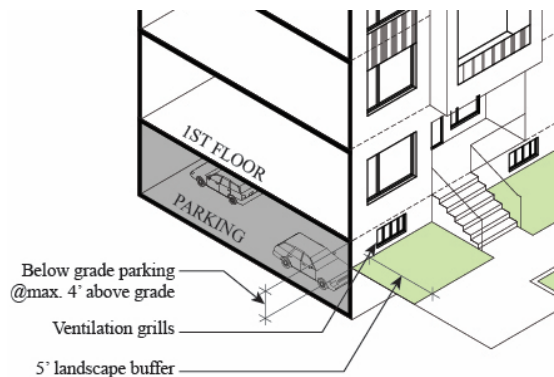 1ST FLOOR
PARKING
Below grade parking
@max. 4' above grade
Ventilation grills
5' landscape buffer